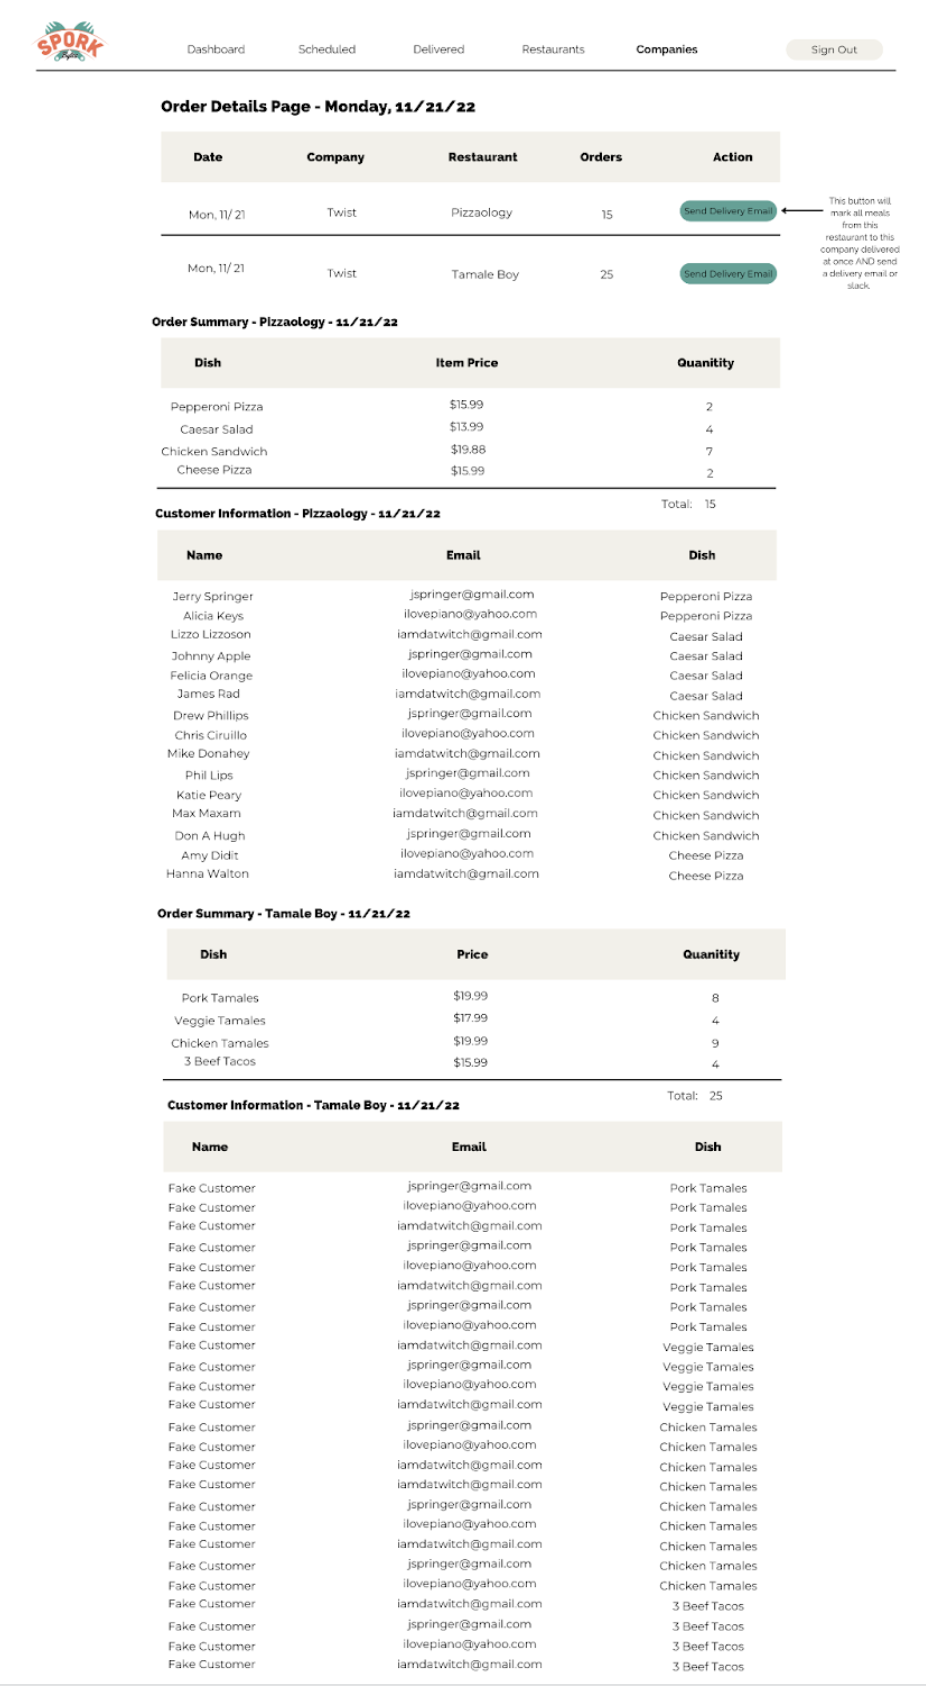 SPORK
Dashboard Scheduled Delivered Restaurants Companies Sign Out
Order Details Page - Monday, 11/21/22
Date Company Restaurant Orders Action
Mon, 11/ 21 Twist Pizzaology 15 Send Delivery Email
This button will
mark all meals
from this
restaurant to this
company delivered
at once AND send
a delivery email or
slack.
Mon, 11/ 21 Twist Tamale Boy 25 Send Delivery Email
Order Summary - Pizzaology - 11/21/22
Dish Item Price Quanitity
Pepperoni Pizza $15.99 2
Caesar Salad $13.99 4
Chicken Sandwich $19.88 7
Cheese Pizza $15.99 2
Total: 15
Customer Information - Pizzaology - 11/21/22
Name Email Dish
Jerry Springer jspringer@gmail.com Pepperoni Pizza
Alicia Keys ilovepiano@yahoo.com Pepperoni Pizza
Lizzo Lizzoson iamdatwitch@gmail.com Caesar Salad
Johnny Apple jspringer@gmail.com Caesar Salad
Felicia Orange ilovepiano@yahoo.com Caesar Salad
James Rad iamdatwitch@gmail.com Caesar Salad
Drew Phillips jspringer@gmail.com Chicken Sandwich
Chris Ciruillo ilovepiano@yahoo.com Chicken Sandwich
Mike Donahey iamdatwitch@gmail.com Chicken Sandwich
Phil Lips jspringer@gmail.com Chicken Sandwich
Katie Peary ilovepiano@yahoo.com Chicken Sandwich
Max Maxam iamdatwitch@gmail.com Chicken Sandwich
Don A Hugh jspringer@gmail.com Chicken Sandwich
Amy Didit ilovepiano@yahoo.com Cheese Pizza
Hanna Walton iamdatwitch@gmail.com Cheese Pizza
Order Summary - Tamale Boy - 11/21/22
Dish Price Quanitity
Pork Tamales $19.99 8
Veggie Tamales $17.99 4
Chicken Tamales $19.99 9
3 Beef Tacos $15.99 4
Total: 25
Customer Information - Tamale Boy - 11/21/22
Name Email Dish
Fake Customer jspringer@gmail.com Pork Tamales
Fake Customer ilovepiano@yahoo.com Pork Tamales
Fake Customer iamdatwitch@gmail.com Pork Tamales
Fake Customer jspringer@gmail.com Pork Tamales
Fake Customer ilovepiano@yahoo.com Pork Tamales
Fake Customer iamdatwitch@gmail.com Pork Tamales
Fake Customer jspringer@gmail.com Pork Tamales
Fake Customer ilovepiano@yahoo.com Pork Tamales
Fake Customer iamdatwitch@gmail.com Veggie Tamales
Fake Customer jspringer@gmail.com Veggie Tamales
Fake Customer ilovepiano@yahoo.com Veggie Tamales
Fake Customer iamdatwitch@gmail.com Veggie Tamales
Fake Customer jspringer@gmail.com Chicken Tamales
Fake Customer ilovepiano@yahoo.com Chicken Tamales
Fake Customer iamdatwitch@gmail.com Chicken Tamales
Fake Customer iamdatwitch@gmail.com Chicken Tamales
Fake Customer jspringer@gmail.com Chicken Tamales
Fake Customer ilovepiano@yahoo.com Chicken Tamales
Fake Customer iamdatwitch@gmail.com Chicken Tamales
Fake Customer jspringer@gmail.com Chicken Tamales
Fake Customer ilovepiano@yahoo.com Chicken Tamales
Fake Customer iamdatwitch@gmail.com 3 Beef Tacos
Fake Customer jspringer@gmail.com 3 Beef Tacos
Fake Customer ilovepiano@yahoo.com 3 Beef Tacos
Fake Customer iamdatwitch@gmail.com 3 Beef Tacos